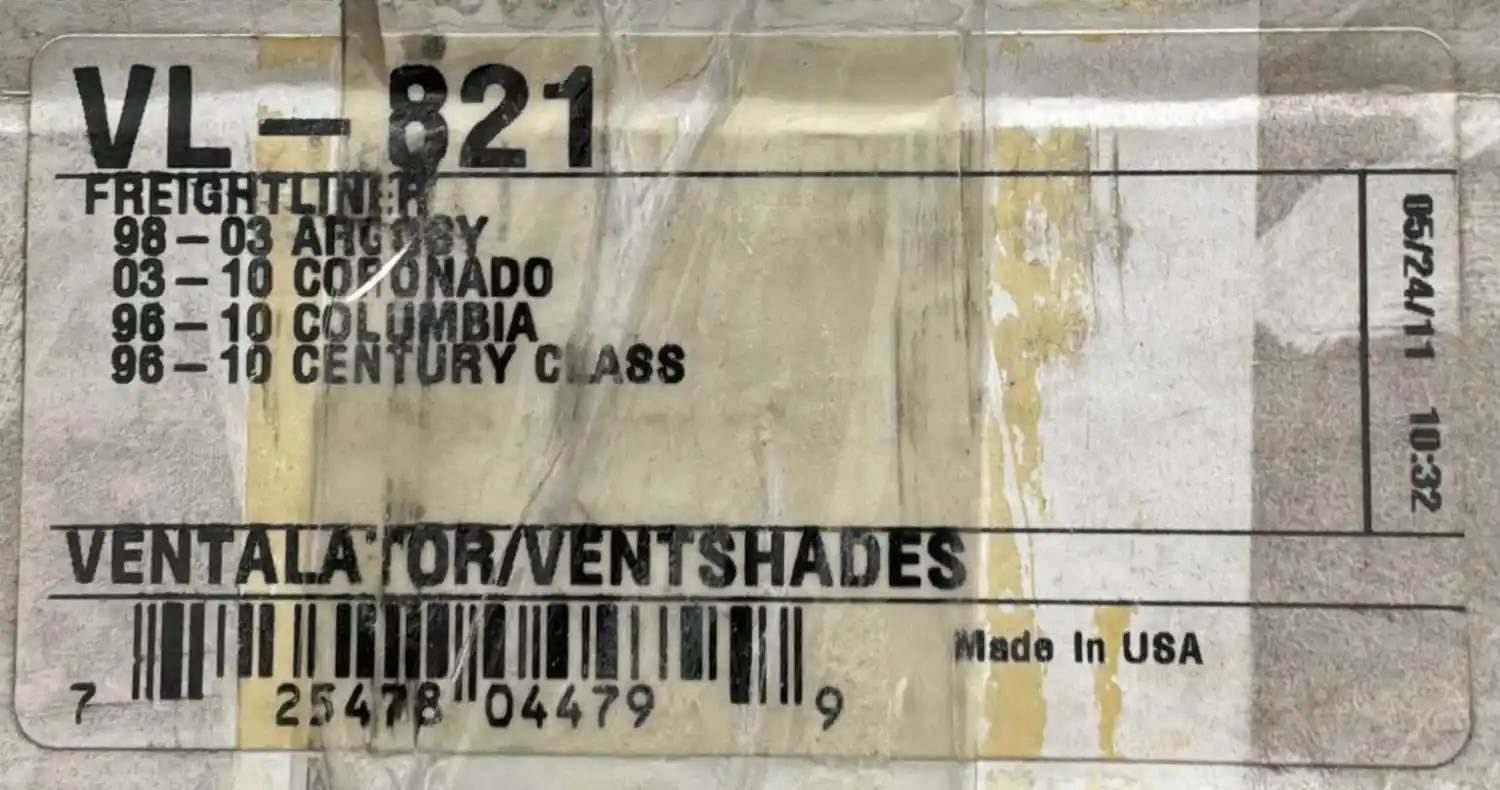 VL-821
FREIGHTLINER
98-03 ARGOSY
03-10 CORONADO
96-10 COLUMBIA
96-10 CENTURY CLASS
05/24/11 10:32
VENTALATOR/VENTSHADES
Made In USA
7 25478 04479 9